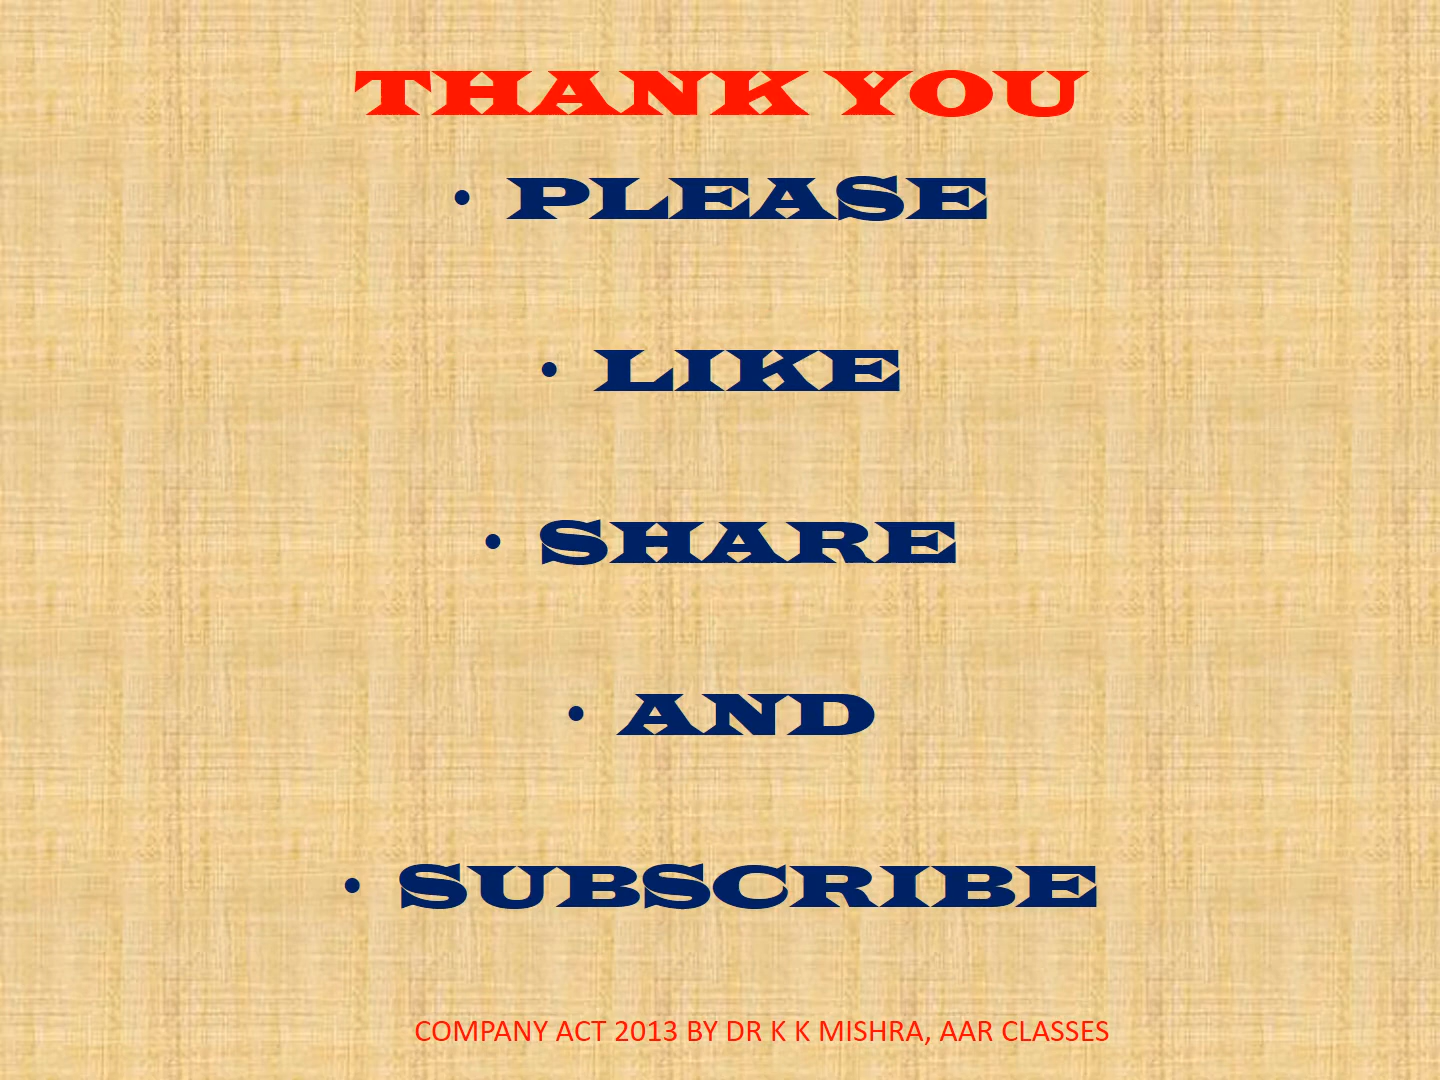 THANK YOU
• PLEASE
• LIKE
• SHARE
• AND
• SUBSCRIBE
COMPANY ACT 2013 BY DR K K MISHRA, AAR CLASSES